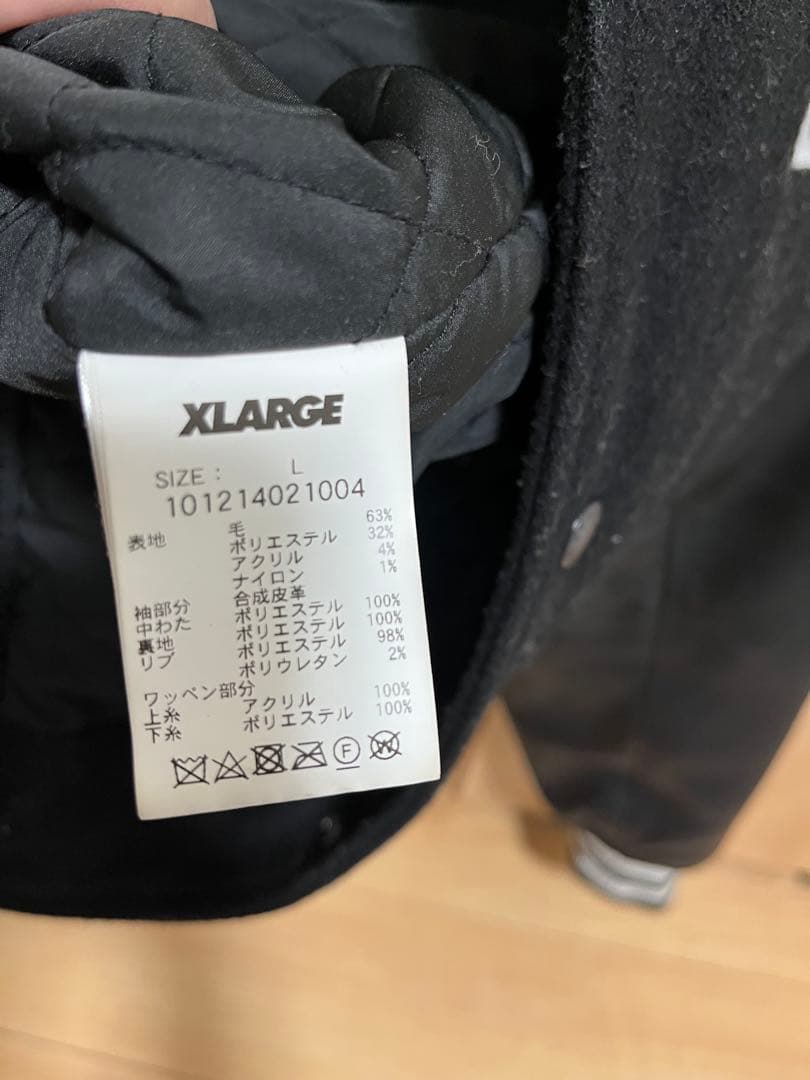 XLARGE
SIZE : L
101214021004
表地 毛 63%
ポリエステル 32%
アクリル 4%
ナイロン 1%
袖部分 合成皮革
中わた ポリエステル 100%
裏地 ポリエステル 100%
リブ ポリエステル 98%
ポリウレタン 2%
ワッペン部分
上糸 アクリル 100%
下糸 ポリエステル 100%
F W